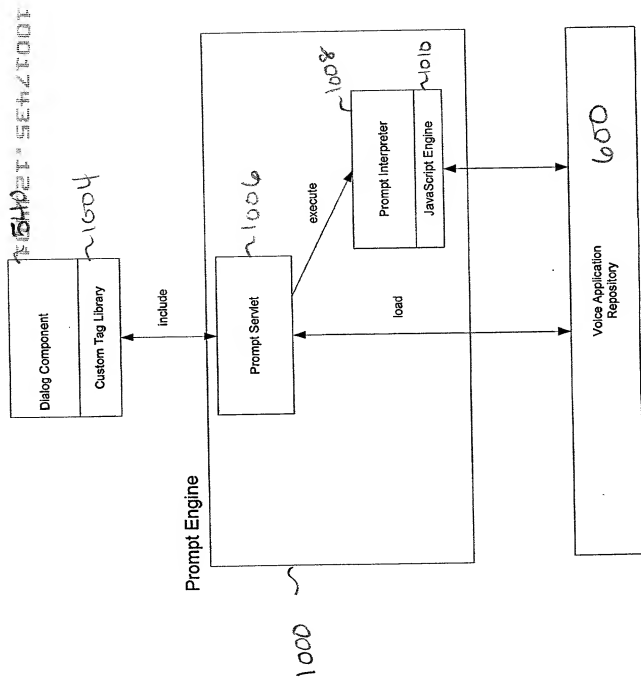 540
Dialog Component
Custom Tag Library
~1004
include
Prompt Engine
1000
Prompt Servlet
~1006
execute
~1008
Prompt Interpreter
JavaScript Engine
~1010
load
Voice Application
Repository
600